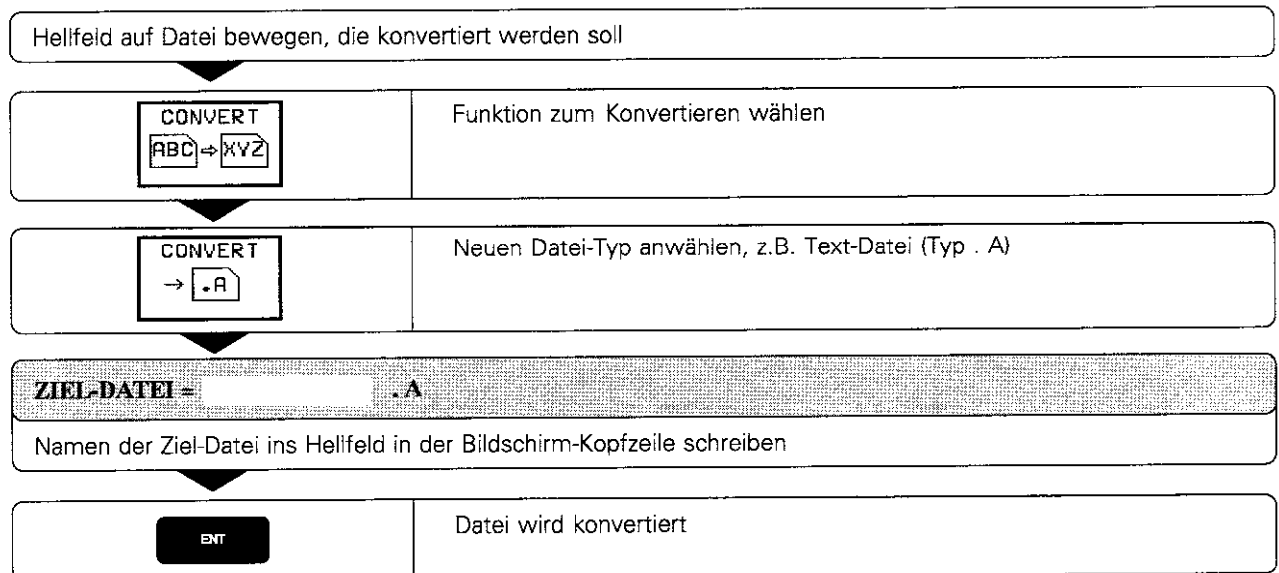 Hellfeld auf Datei bewegen, die konvertiert werden soll
CONVERT
ABC⇨XYZ
Funktion zum Konvertieren wählen
CONVERT
→ .A
Neuen Datei-Typ anwählen, z.B. Text-Datei (Typ . A)
ZIEL-DATEI = . A
Namen der Ziel-Datei ins Hellfeld in der Bildschirm-Kopfzeile schreiben
ENT
Datei wird konvertiert